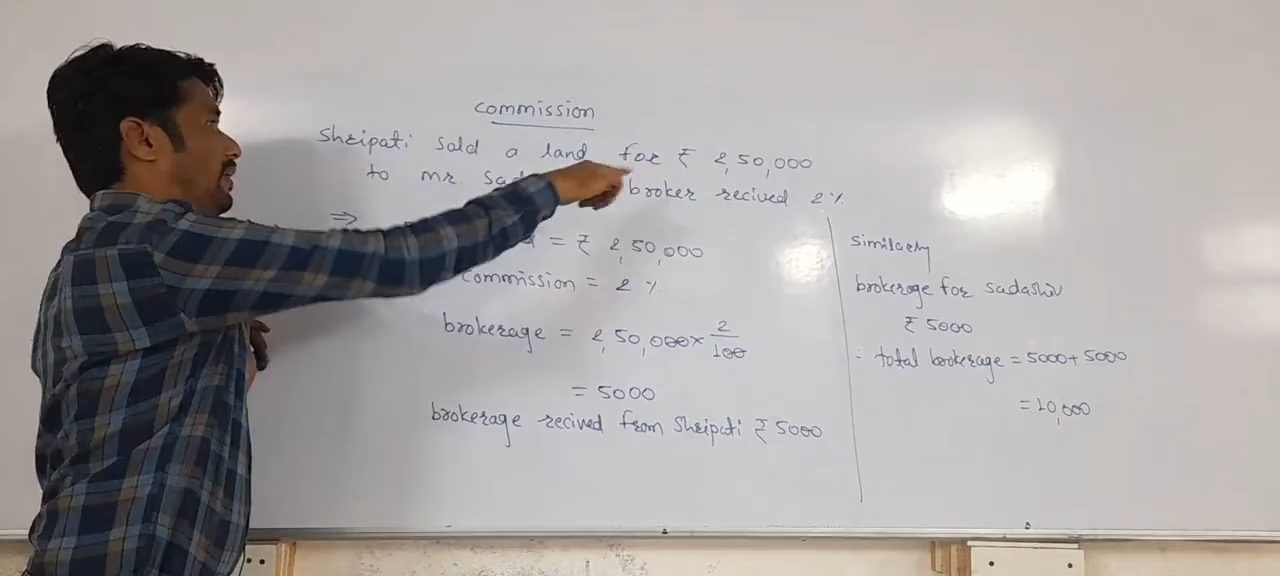 commission
Shripati sold a land for ₹ 2,50,000
to mr. broker recived 2%
⇒ = ₹ 2,50,000
commission = 2 %
brokerage = 2,50,000 × 2/100
= 5000
brokerage recived from Shripati ₹ 5000
similarly
brokerage for sadashiv
₹ 5000
∴ total brokerage = 5000 + 5000
= 10,000